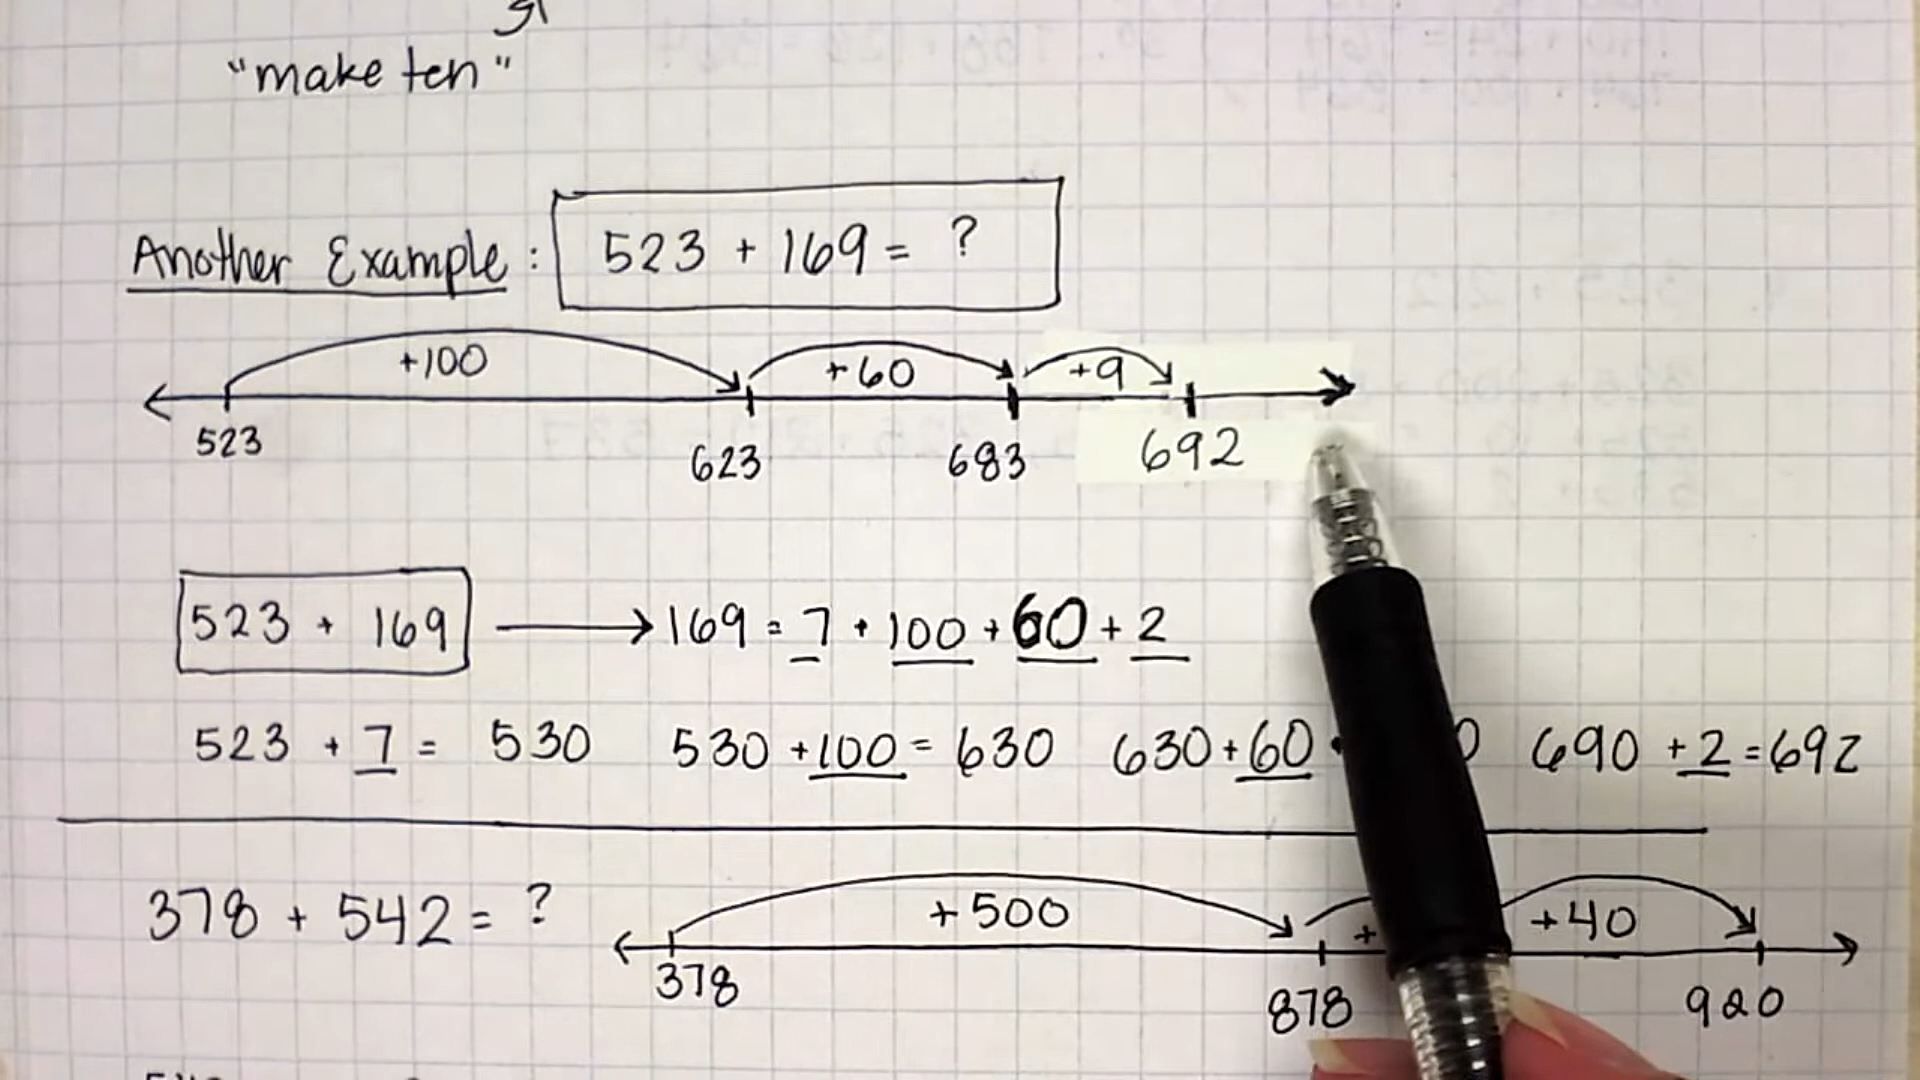 "make ten"
Another Example: 523 + 169 = ?
+100 +60 +9
523 623 683 692
523 + 169 → 169 = 7 + 100 + 60 + 2
523 + 7 = 530 530 + 100 = 630 630 + 60 690 + 2 = 692
378 + 542 = ?
+500 + +40
378 878 920